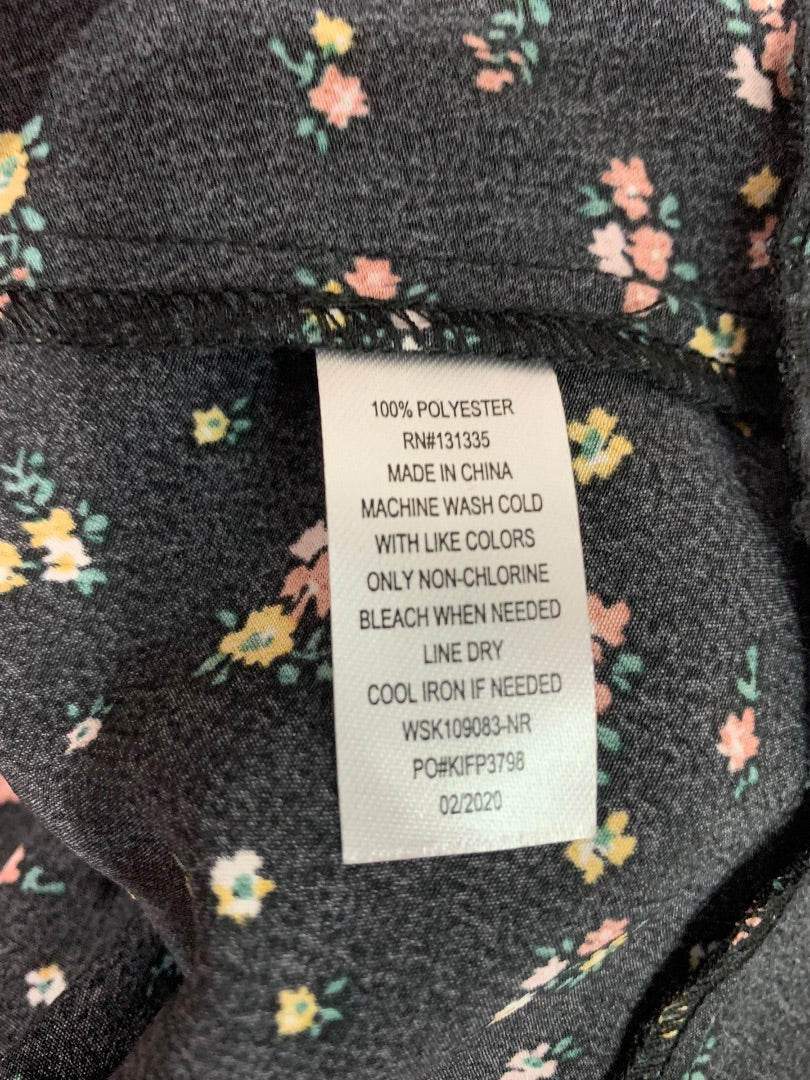 100% POLYESTER
RN#131335
MADE IN CHINA
MACHINE WASH COLD
WITH LIKE COLORS
ONLY NON-CHLORINE
BLEACH WHEN NEEDED
LINE DRY
COOL IRON IF NEEDED
WSK109083-NR
PO#KIFP3798
02/2020